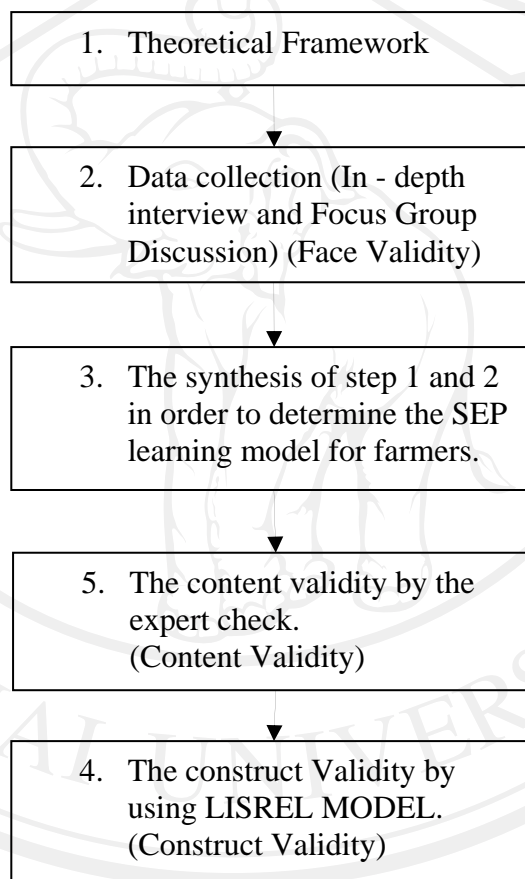 1. Theoretical Framework
2. Data collection (In - depth
interview and Focus Group
Discussion) (Face Validity)
3. The synthesis of step 1 and 2
in order to determine the SEP
learning model for farmers.
5. The content validity by the
expert check.
(Content Validity)
AL UNIVERS
4. The construct Validity by
using LISREL MODEL.
(Construct Validity)